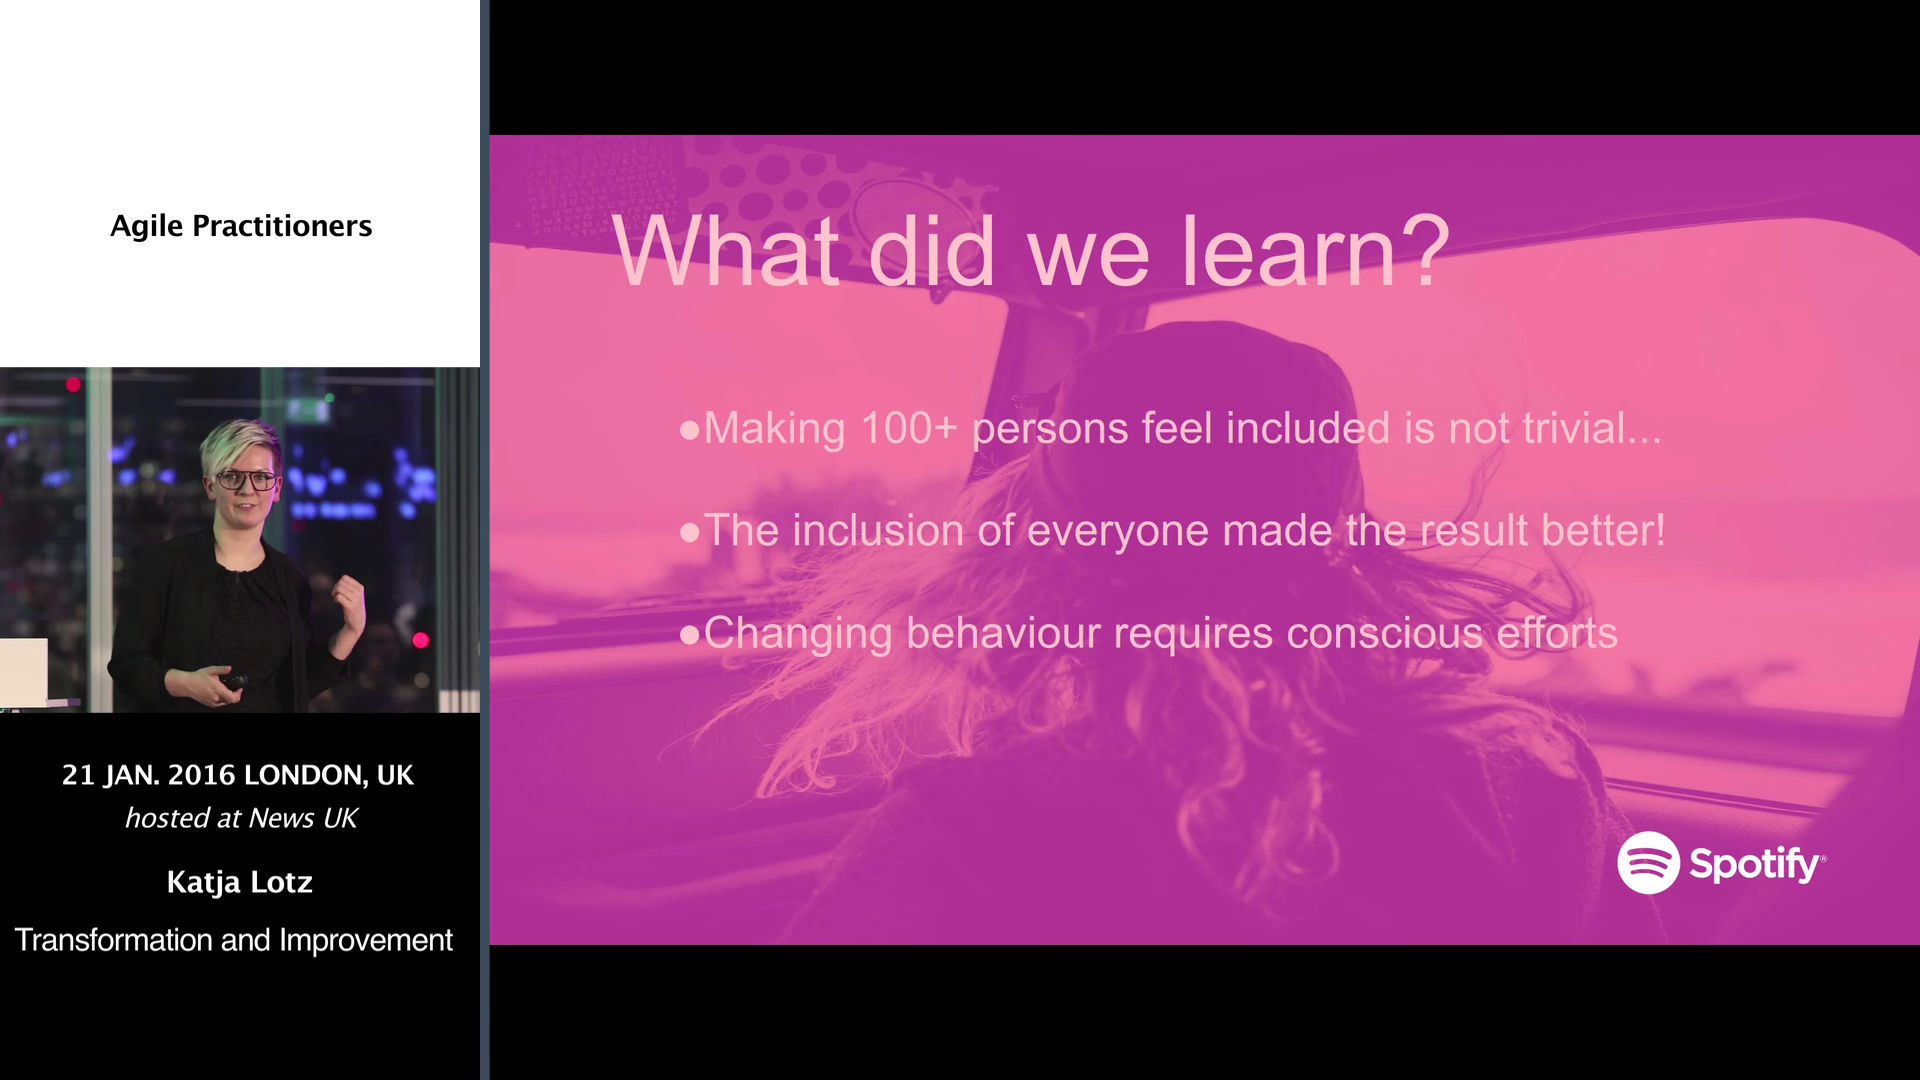 Agile Practitioners
21 JAN. 2016 LONDON, UK
hosted at News UK
Katja Lotz
Transformation and Improvement
What did we learn?
●Making 100+ persons feel included is not trivial...
●The inclusion of everyone made the result better!
●Changing behaviour requires conscious efforts
Spotify®